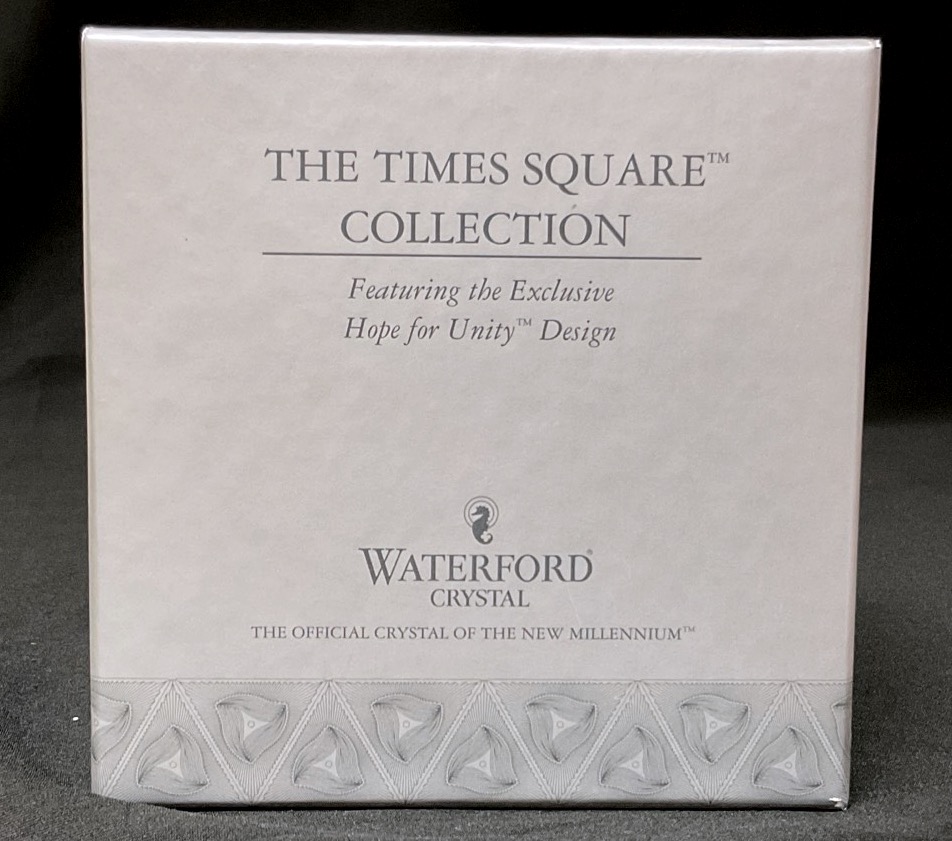 THE TIMES SQUARE™
COLLECTION
Featuring the Exclusive
Hope for Unity™ Design
WATERFORD®
CRYSTAL
THE OFFICIAL CRYSTAL OF THE NEW MILLENNIUM™